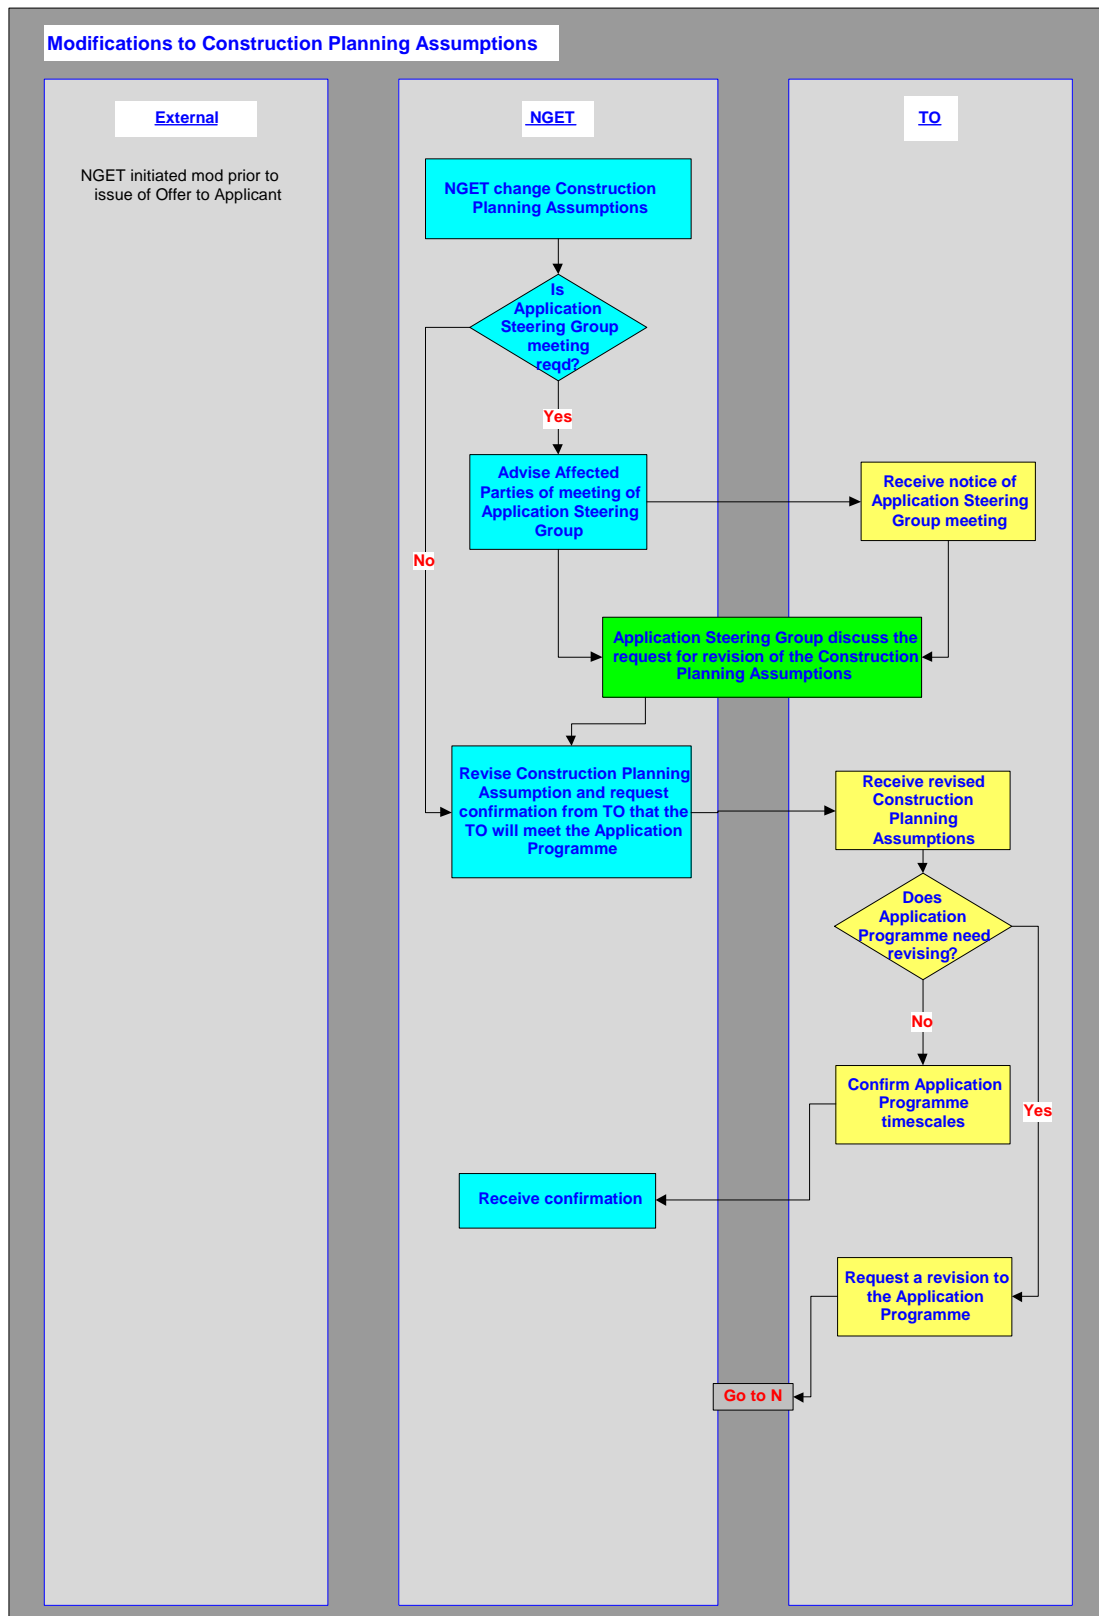 Modifications to Construction Planning Assumptions
External
NGET
TO
NGET initiated mod prior to
issue of Offer to Applicant
NGET change Construction
Planning Assumptions
Is
Application
Steering Group
meeting
reqd?
Yes
Advise Affected
Parties of meeting of
Application Steering
Group
Receive notice of
Application Steering
Group meeting
No
Application Steering Group discuss the
request for revision of the Construction
Planning Assumptions
Revise Construction Planning
Assumption and request
confirmation from TO that the
TO will meet the Application
Programme
Receive revised
Construction
Planning
Assumptions
Does
Application
Programme need
revising?
No
Confirm Application
Programme
timescales
Yes
Receive confirmation
Request a revision to
the Application
Programme
Go to N